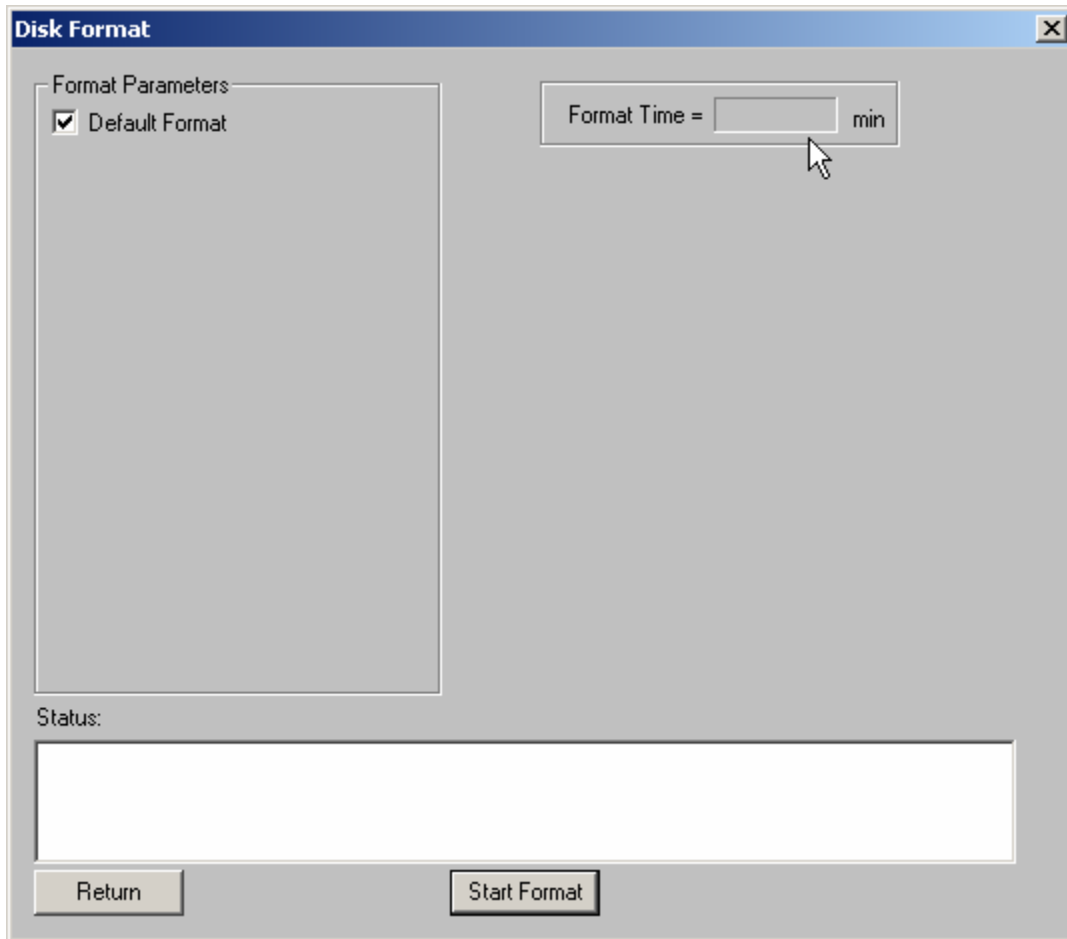 Disk Format
Format Parameters
Default Format
Format Time = min
Status:
Return Start Format